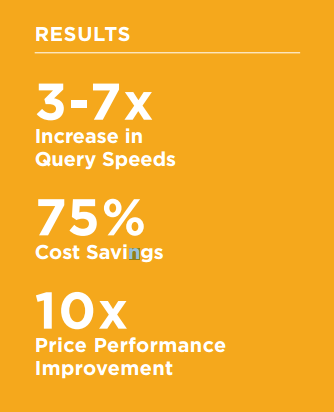 RESULTS
3-7x
Increase in
Query Speeds
75%
Cost Savings
10x
Price Performance
Improvement